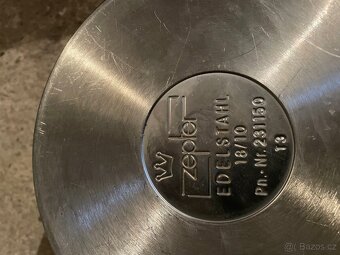 zepter
EDELSTAHL
18/10
Pn.-Nr. 231150
13
© Bazos.cz